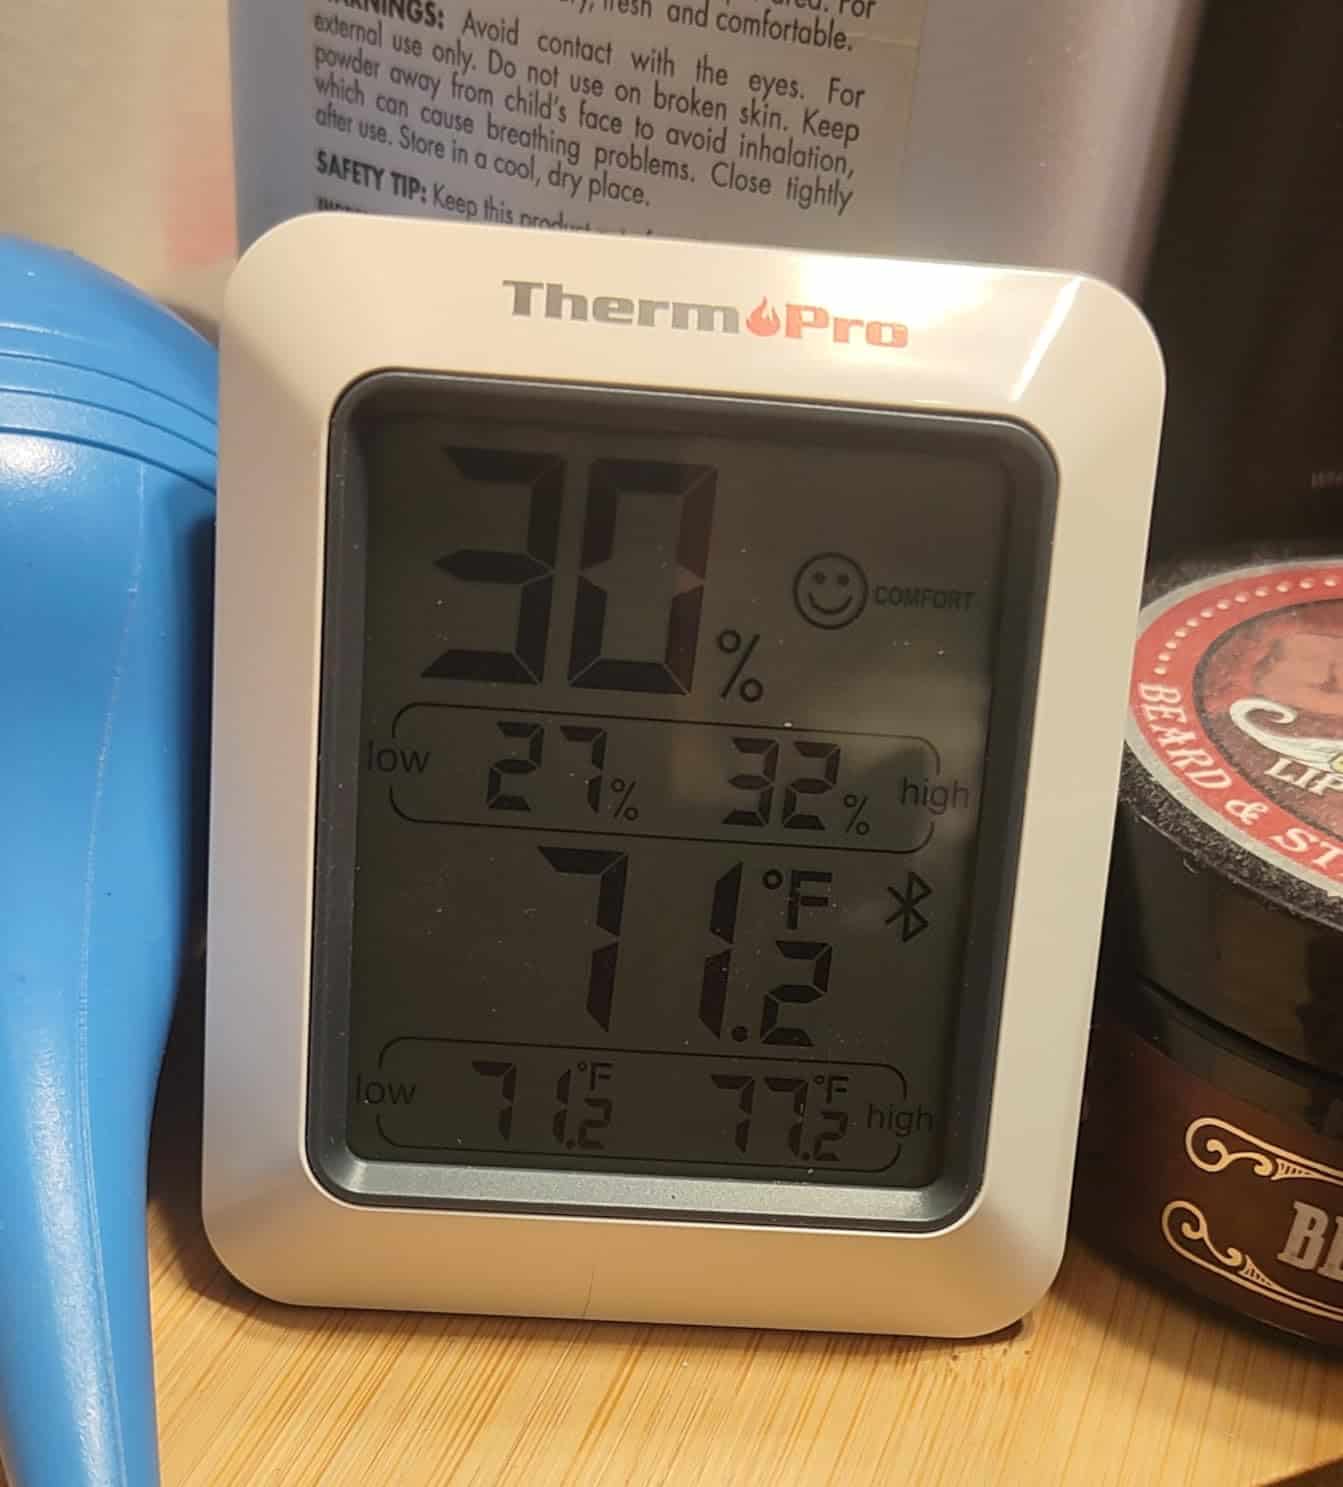 fresh and comfortable.
WARNINGS: Avoid contact with the eyes. For
external use only. Do not use on broken skin. Keep
powder away from child's face to avoid inhalation,
which can cause breathing problems. Close tightly
after use. Store in a cool, dry place.
SAFETY TIP: Keep this product
ThermoPro
30%
COMFORT
low 27% 32% high
71.2°F
low 71.2°F 77.2°F high
BEARD & ST
LIP